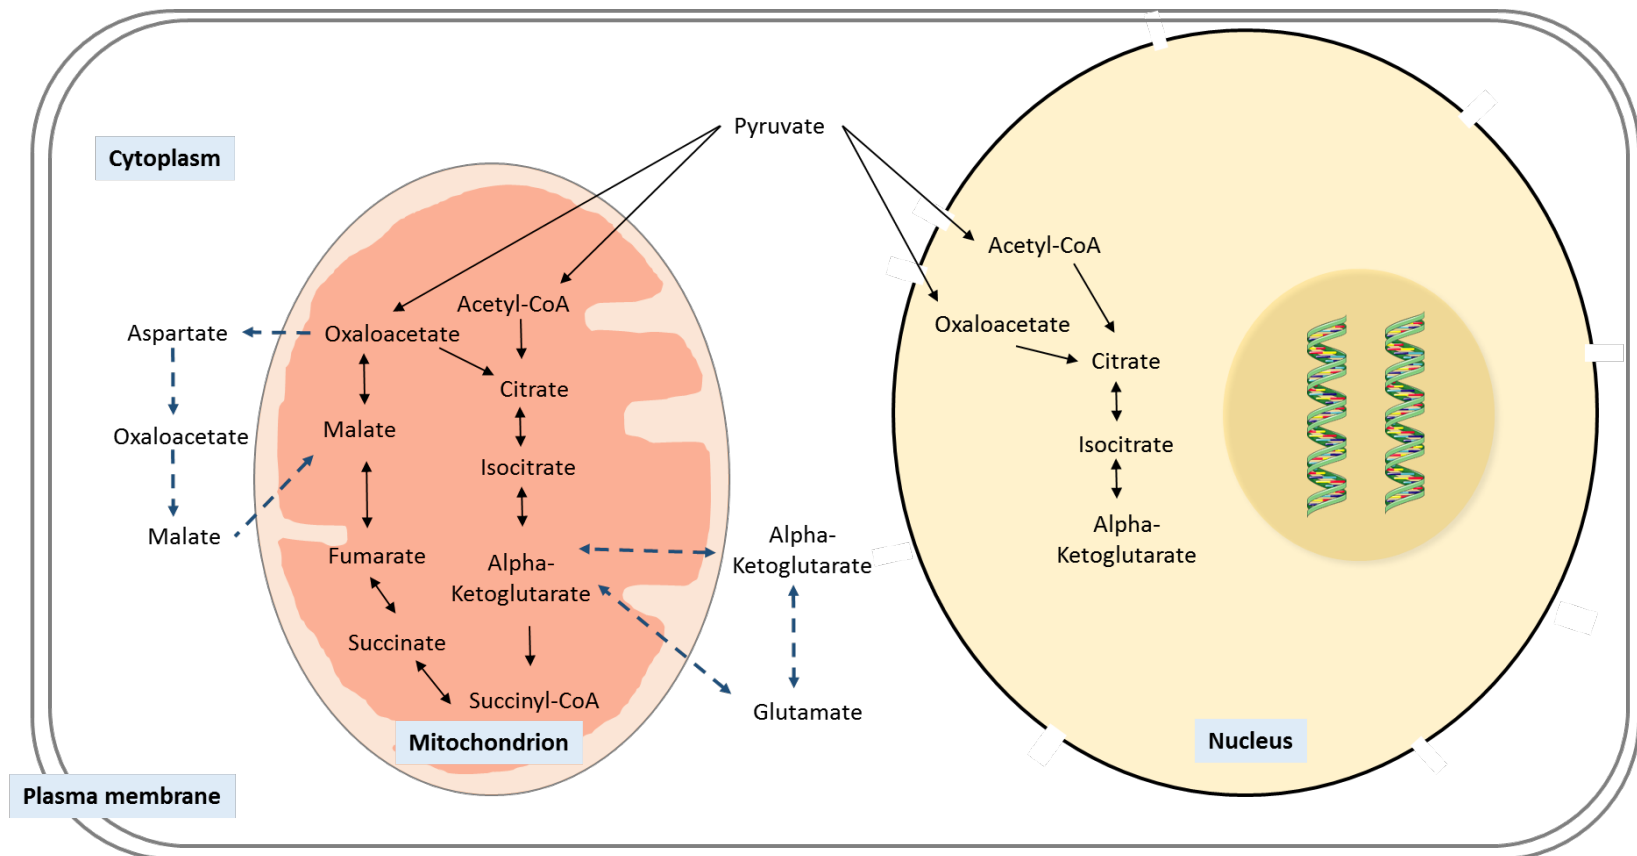 Pyruvate
Cytoplasm
Acetyl-CoA
Oxaloacetate
Citrate
Isocitrate
Alpha-
Ketoglutarate
Succinyl-CoA
Succinate
Fumarate
Malate
Oxaloacetate
Aspartate
Oxaloacetate
Malate
Alpha-
Ketoglutarate
Glutamate
Mitochondrion
Acetyl-CoA
Oxaloacetate
Citrate
Isocitrate
Alpha-
Ketoglutarate
Nucleus
Plasma membrane